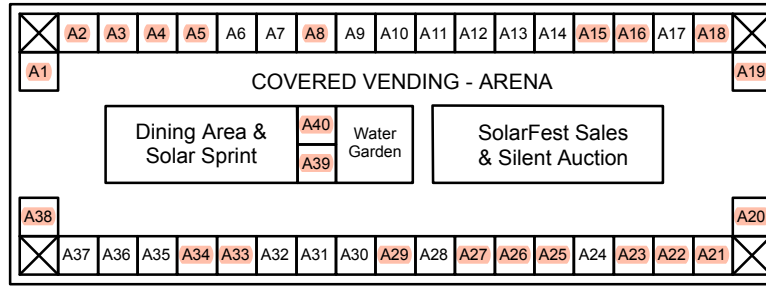 A2 A3 A4 A5 A6 A7 A8 A9 A10 A11 A12 A13 A14 A15 A16 A17 A18
A1 A19
COVERED VENDING - ARENA
Dining Area &
Solar Sprint
A40
A39
Water
Garden
SolarFest Sales
& Silent Auction
A38 A20
A37 A36 A35 A34 A33 A32 A31 A30 A29 A28 A27 A26 A25 A24 A23 A22 A21